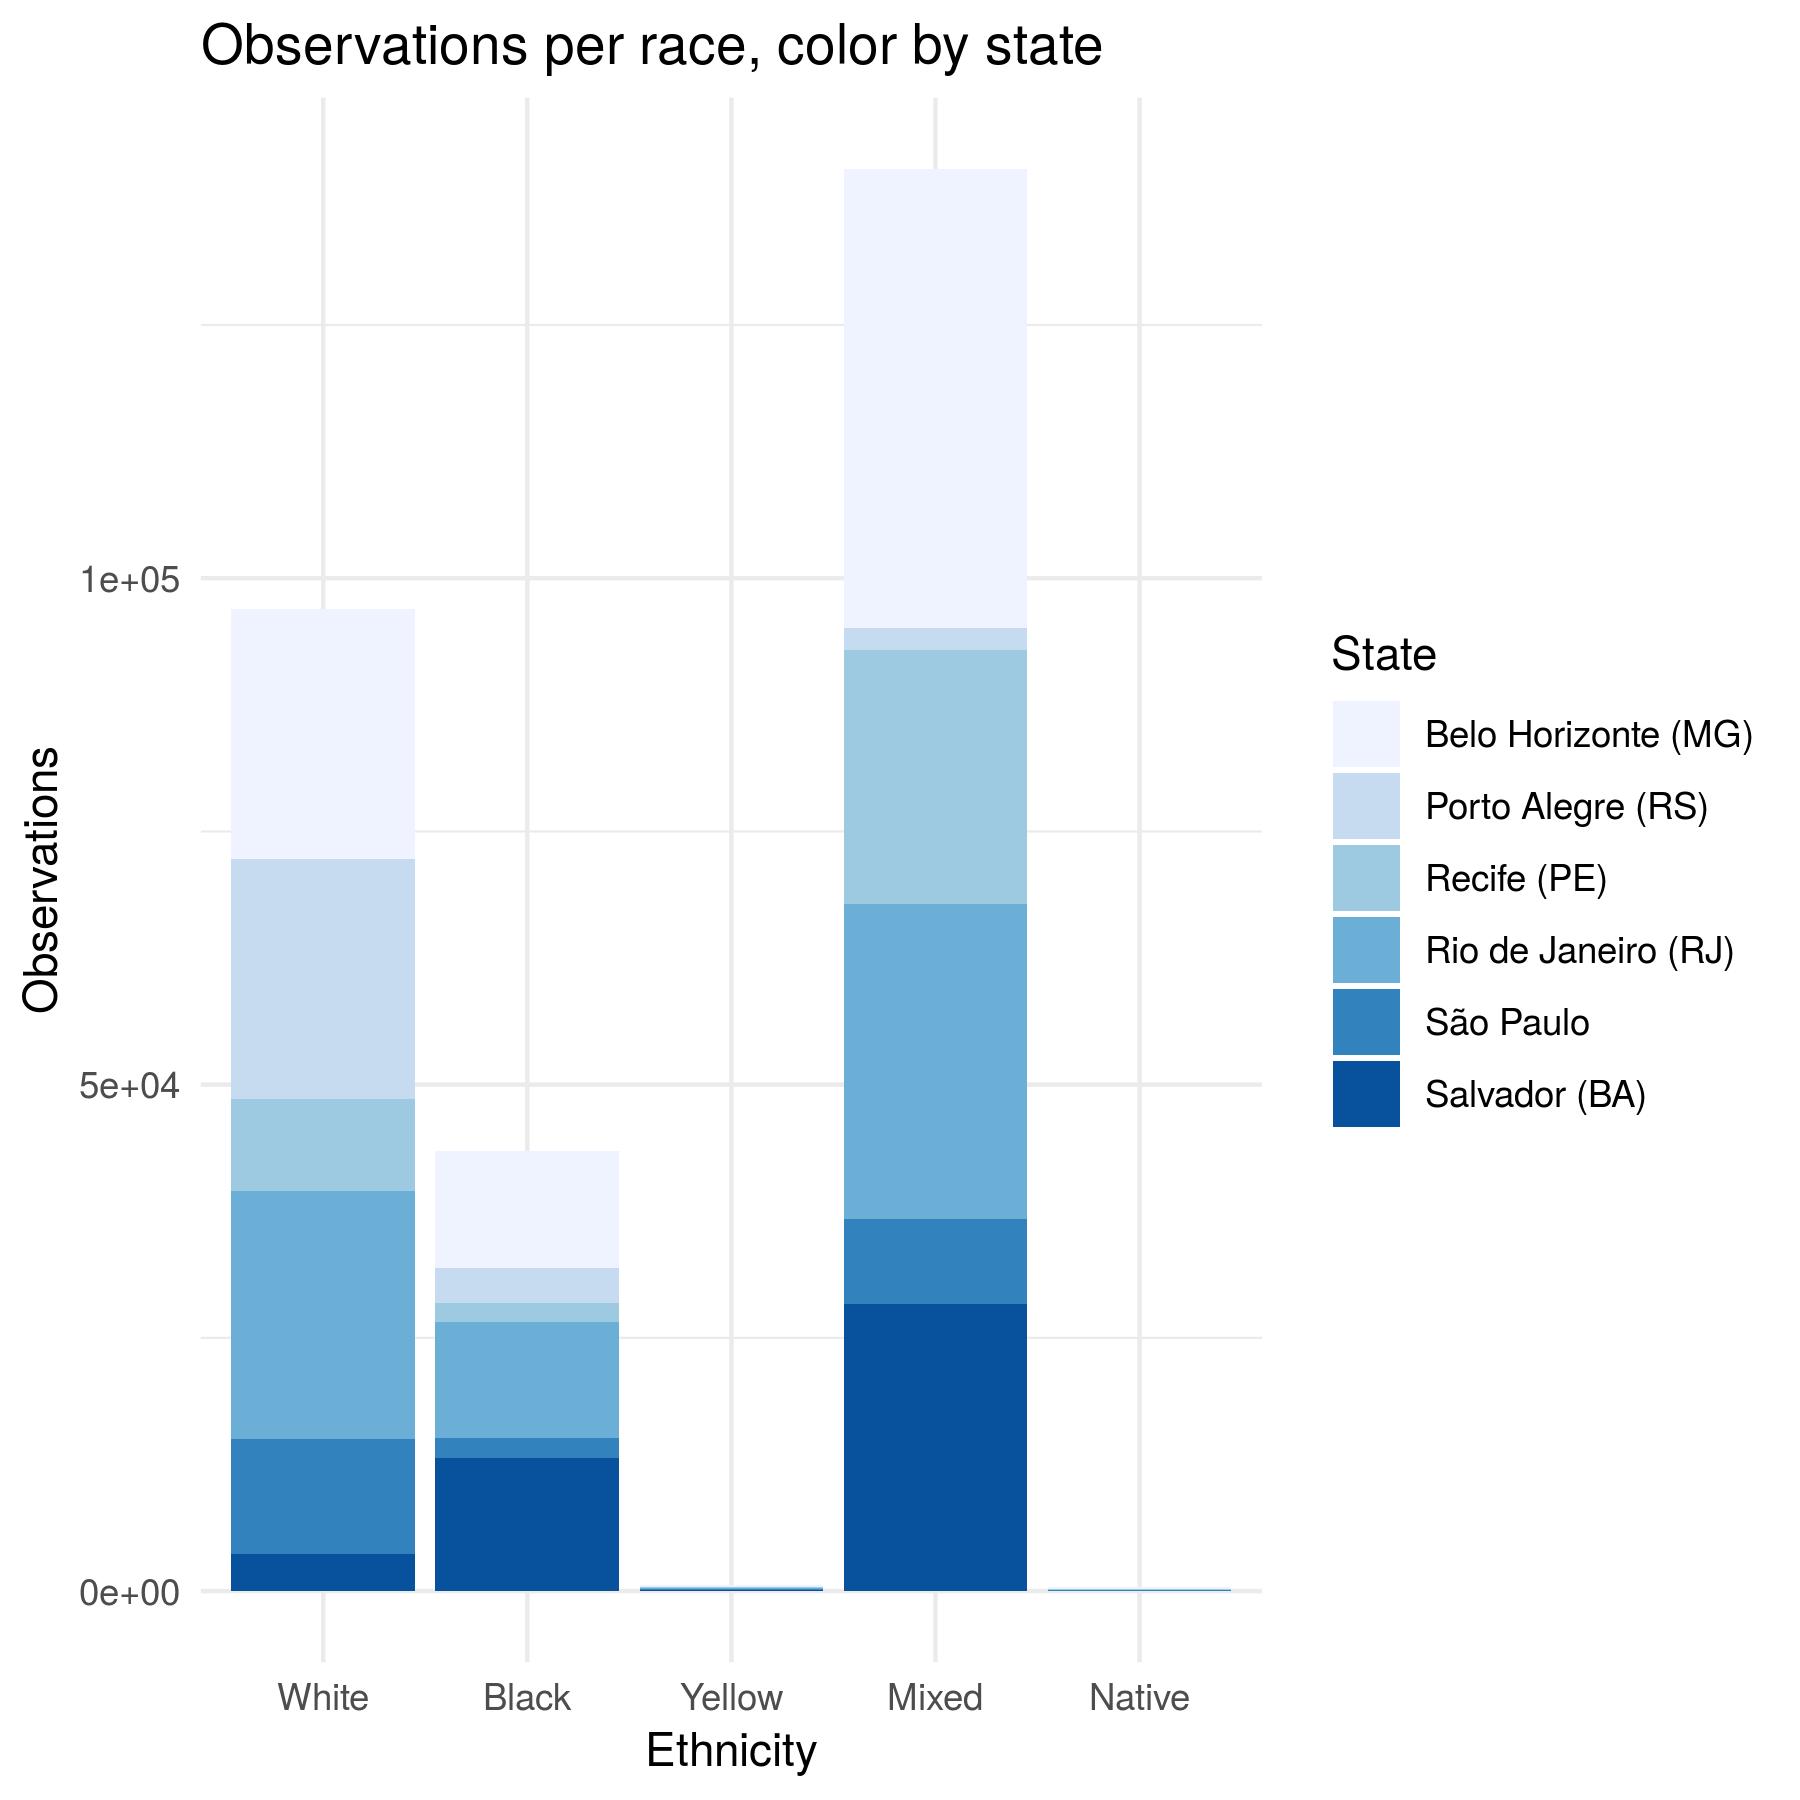 Observations per race, color by state
Observations
1e+05
5e+04
0e+00
White
Black
Yellow
Mixed
Native
Ethnicity
State
Belo Horizonte (MG)
Porto Alegre (RS)
Recife (PE)
Rio de Janeiro (RJ)
São Paulo
Salvador (BA)